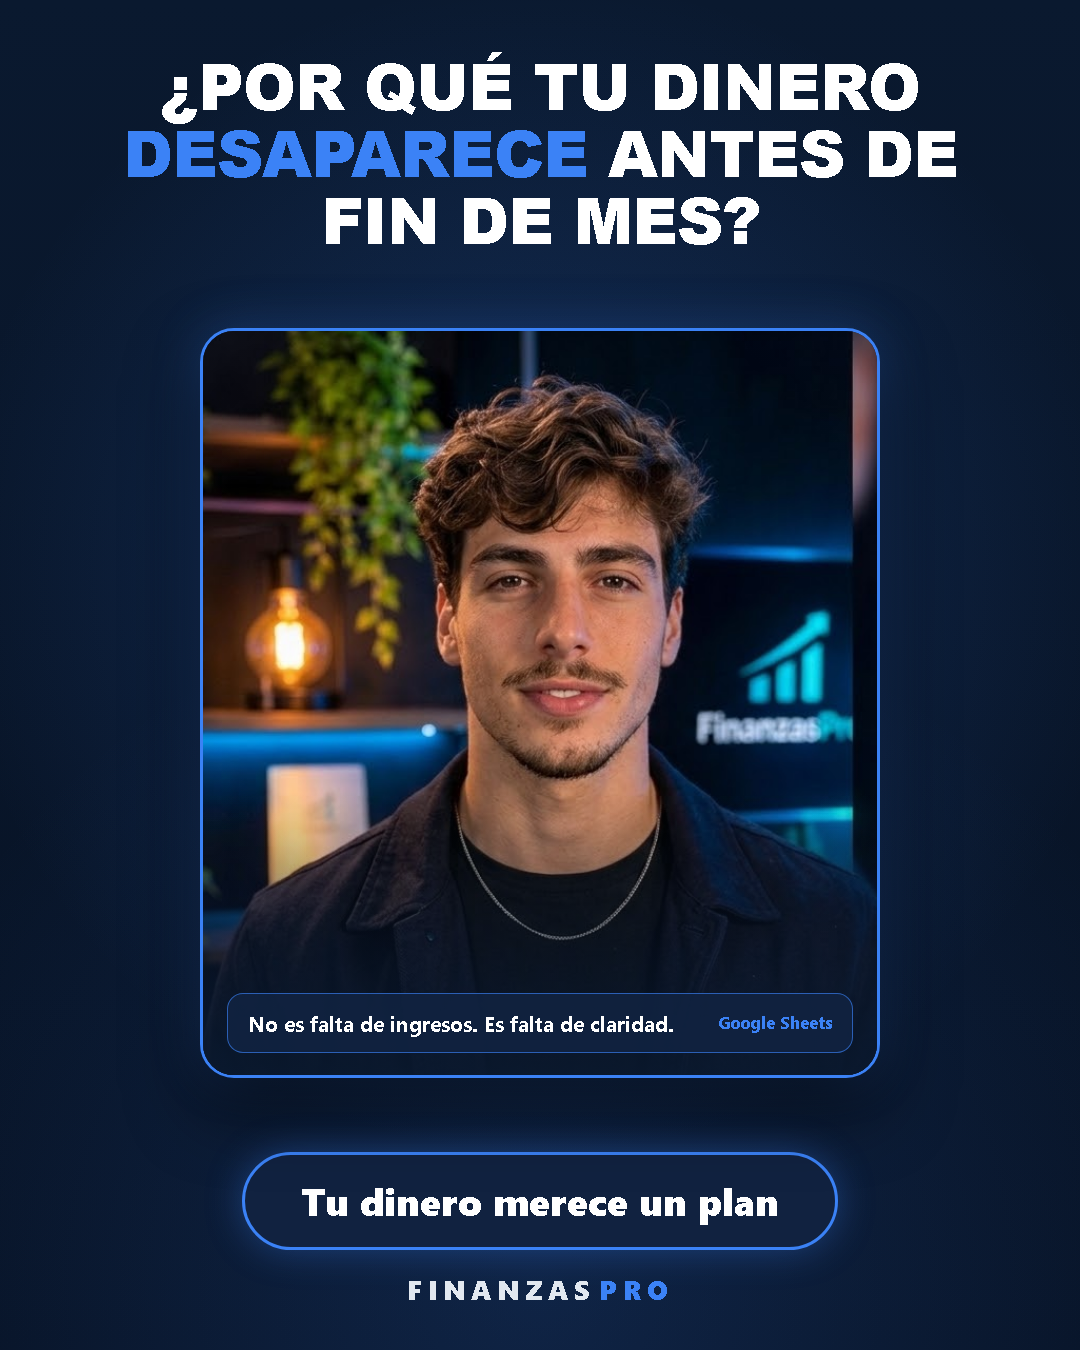 ¿POR QUÉ TU DINERO
DESAPARECE ANTES DE
FIN DE MES?
FinanzasPro
No es falta de ingresos. Es falta de claridad.
Google Sheets
Tu dinero merece un plan
FINANZAS PRO